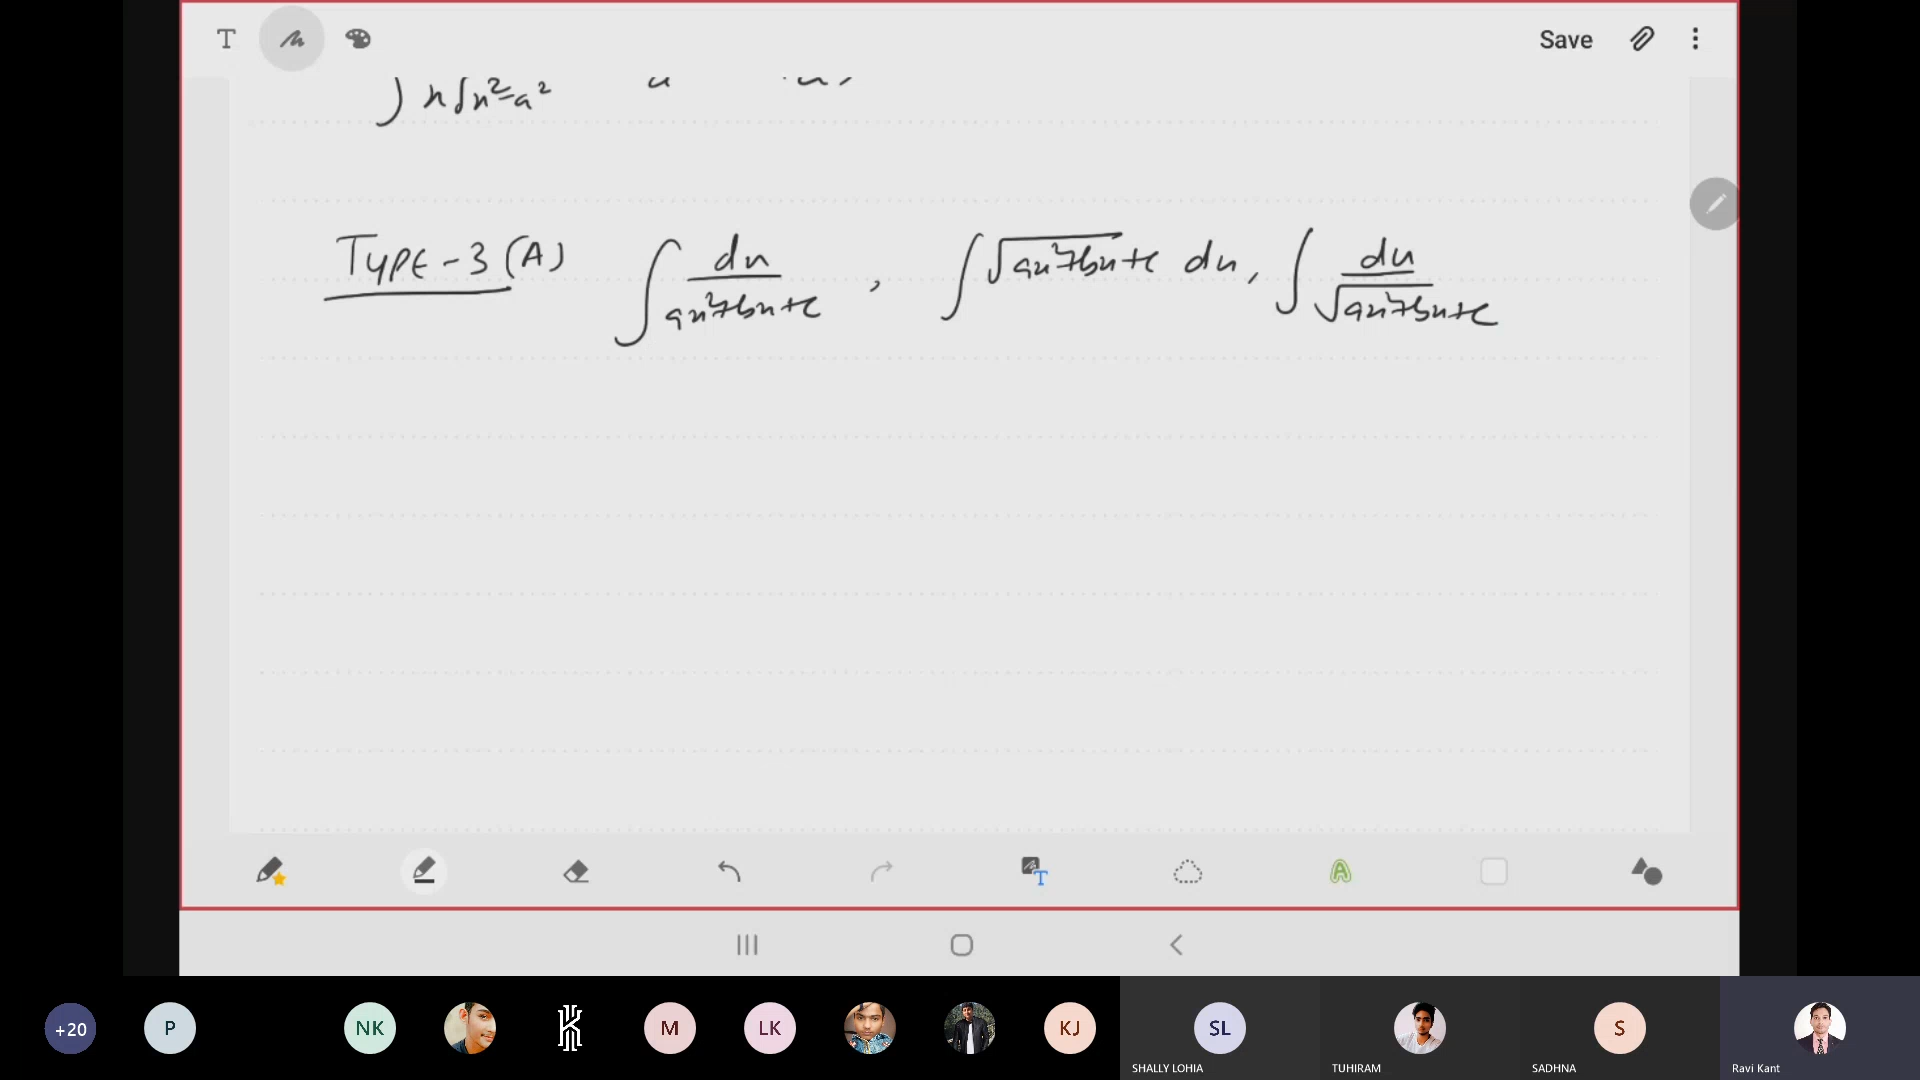 T Save
∫ x√x²-a² a
TYPE-3 (A) ∫ dx/ax²+bx+c , ∫ √ax²+bx+c dx, ∫ dx/√ax²+bx+c
T A
+20 P NK M LK KJ SL S
SHALLY LOHIA TUHIRAM SADHNA Ravi Kant